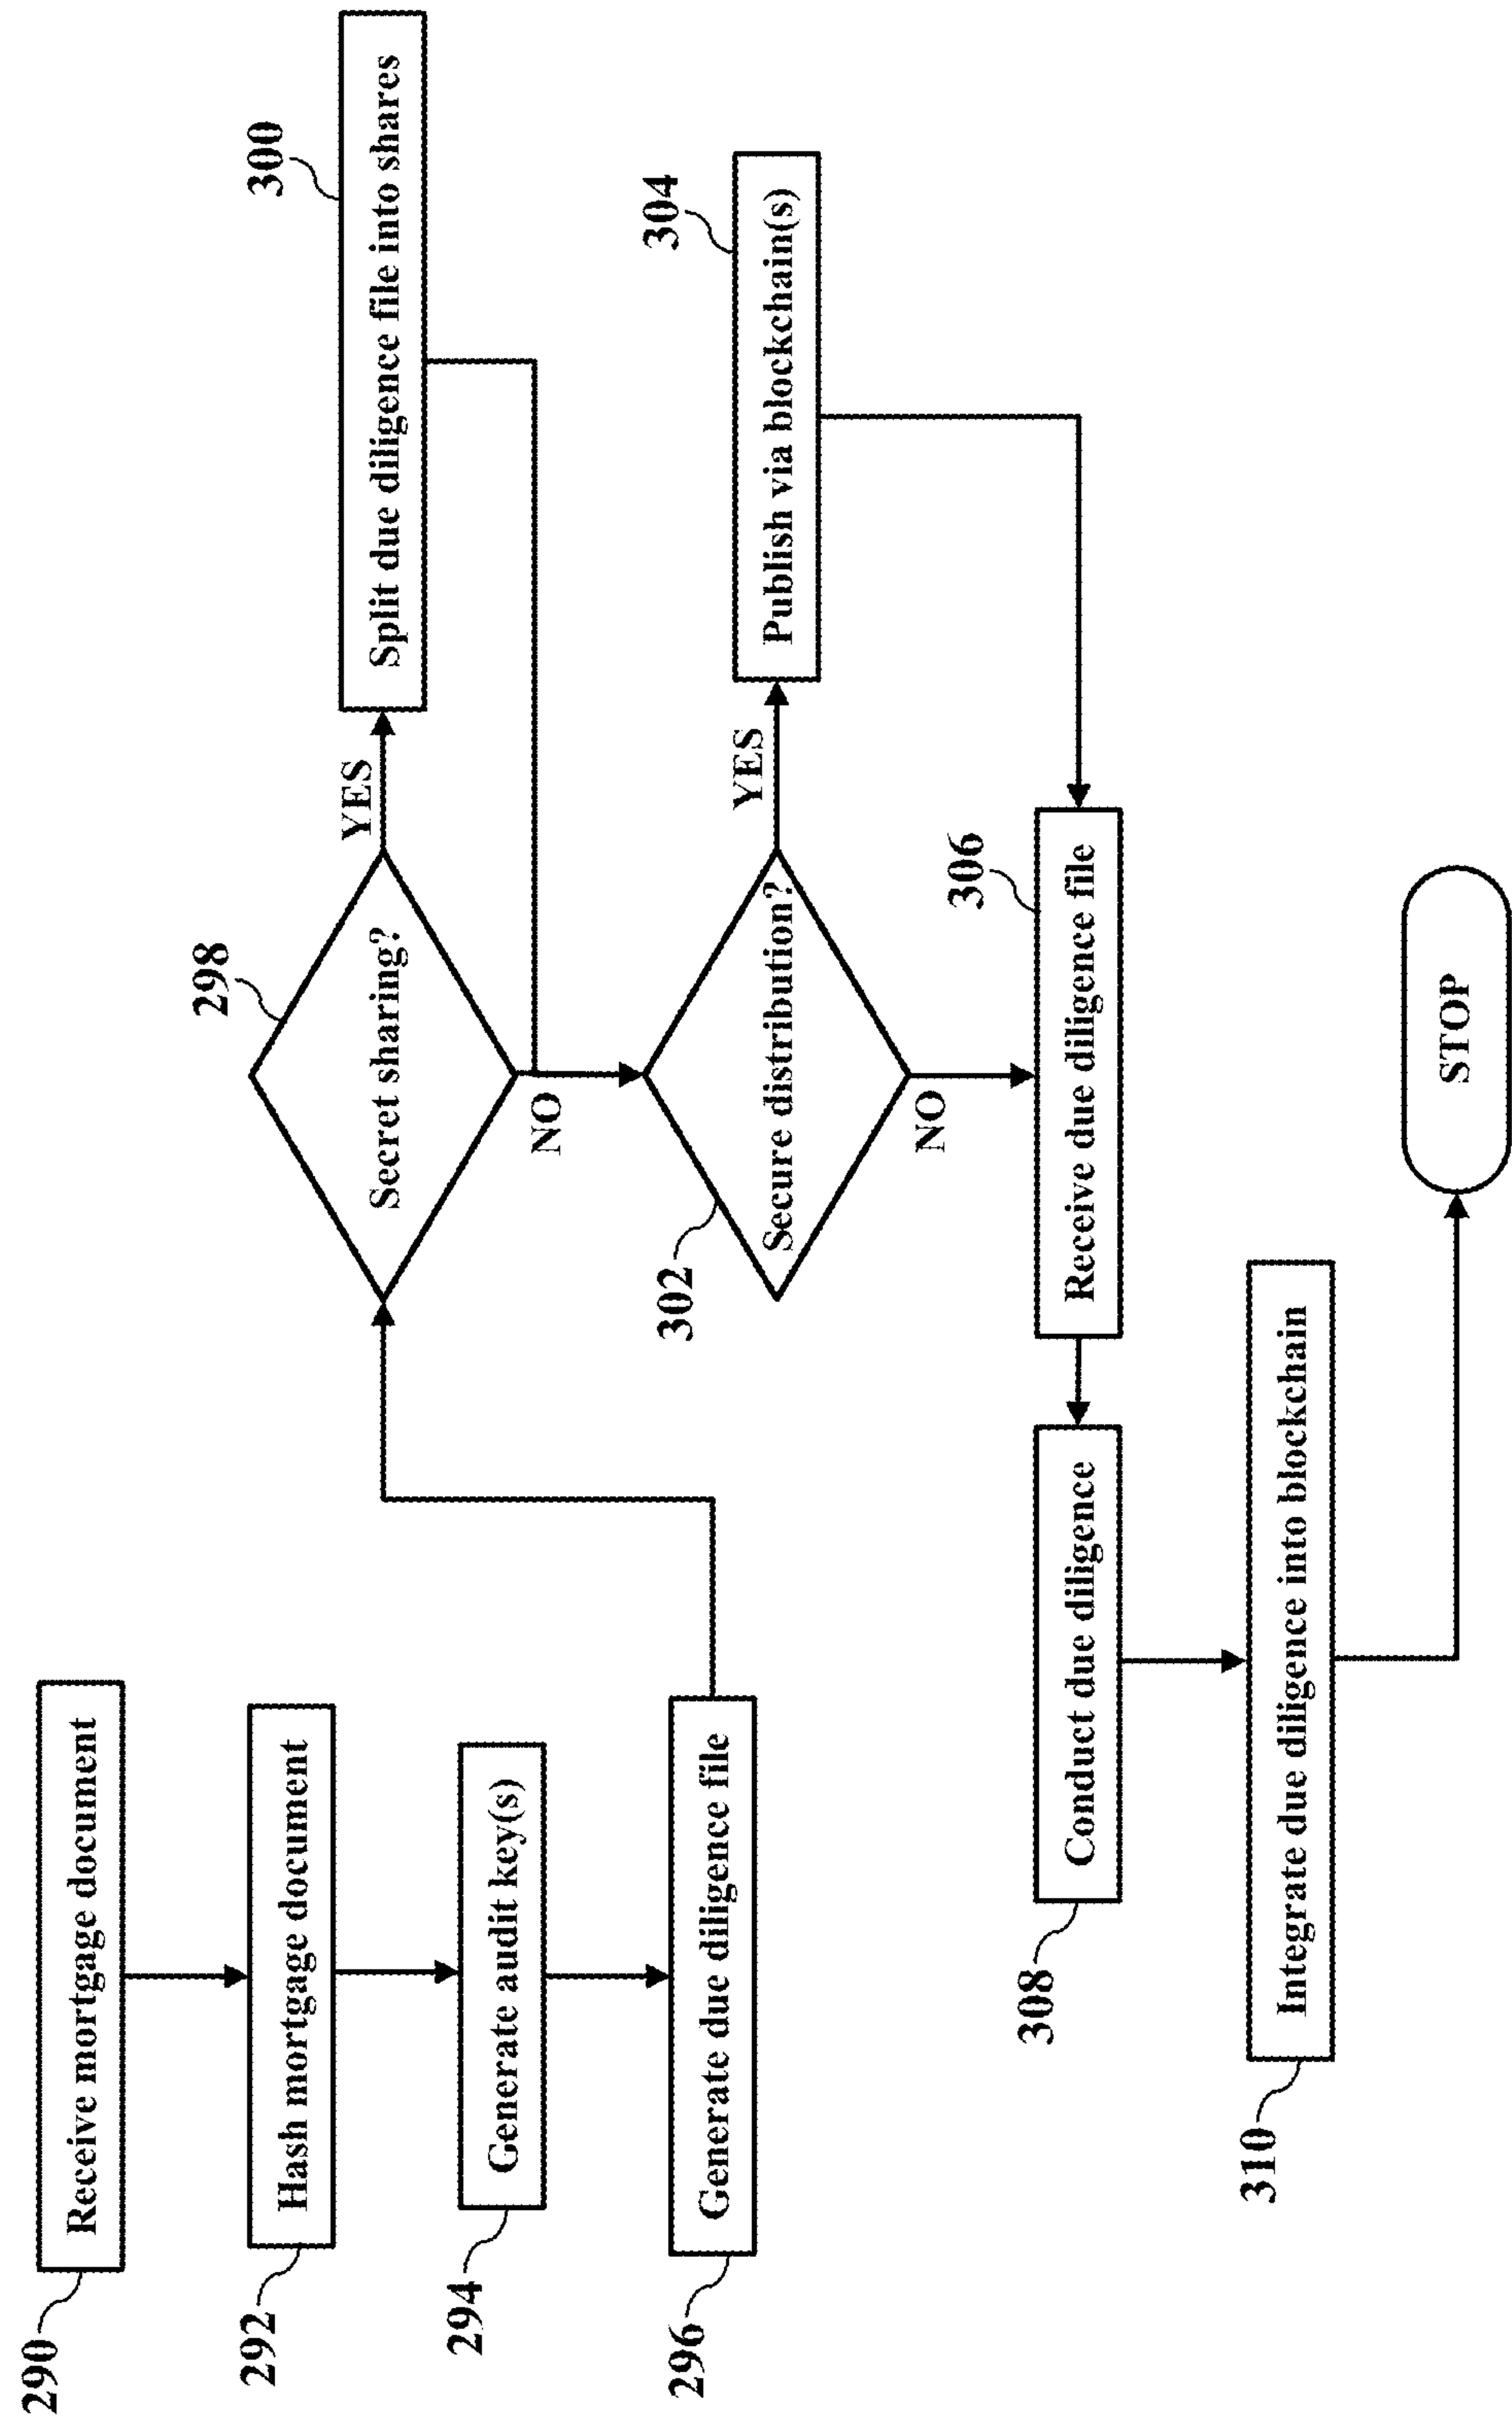 290
Receive mortgage document
292
Hash mortgage document
294
Generate audit key(s)
296
Generate due diligence file
298
Secret sharing?
YES
300
Split due diligence file into shares
NO
302
Secure distribution?
YES
304
Publish via blockchain(s)
NO
306
Receive due diligence file
308
Conduct due diligence
310
Integrate due diligence into blockchain
STOP